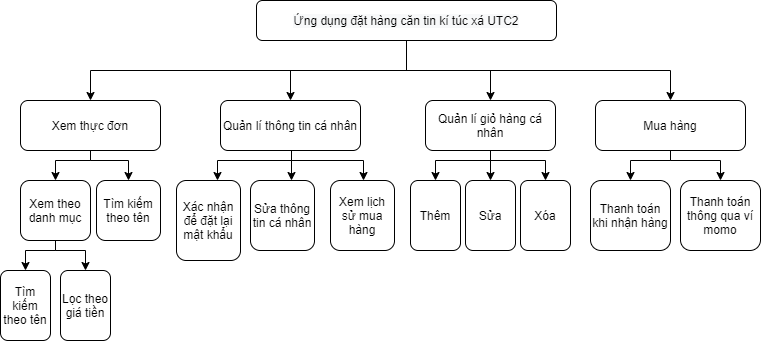 Ứng dụng đặt hàng căn tin kí túc xá UTC2
Xem thực đơn
Quản lí thông tin cá nhân
Quản lí giỏ hàng cá
nhân
Mua hàng
Xem theo
danh mục
Tìm kiếm
theo tên
Xác nhận
để đặt lại
mật khẩu
Sửa thông
tin cá nhân
Xem lịch
sử mua
hàng
Thêm
Sửa
Xóa
Thanh toán
khi nhận hàng
Thanh toán
thông qua ví
momo
Tìm
kiếm
theo tên
Lọc theo
giá tiền